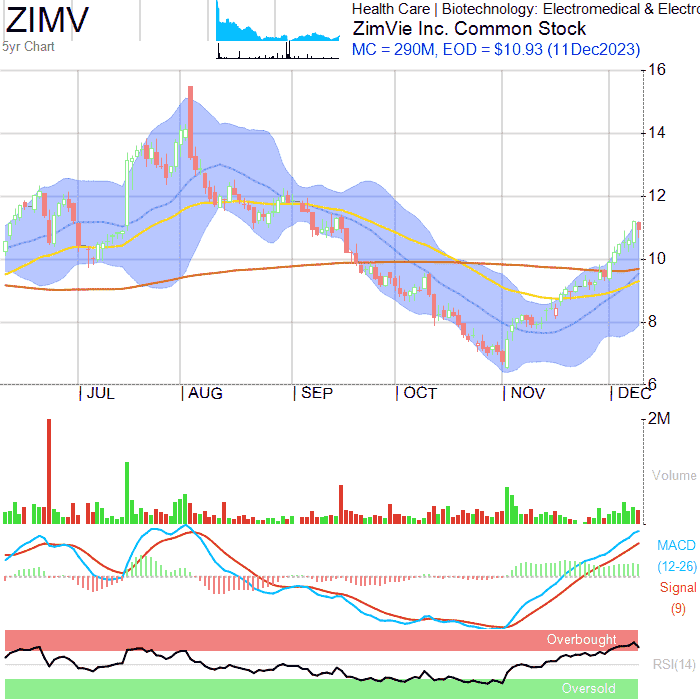 ZIMV
Health Care | Biotechnology: Electromedical & Electro
ZimVie Inc. Common Stock
5yr Chart
MC = 290M, EOD = $10.93 (11Dec2023)
16
14
12
10
8
6
| JUL | AUG | SEP | OCT | NOV | DEC
2M
Volume
MACD
(12-26)
Signal
(9)
Overbought
RSI(14)
Oversold